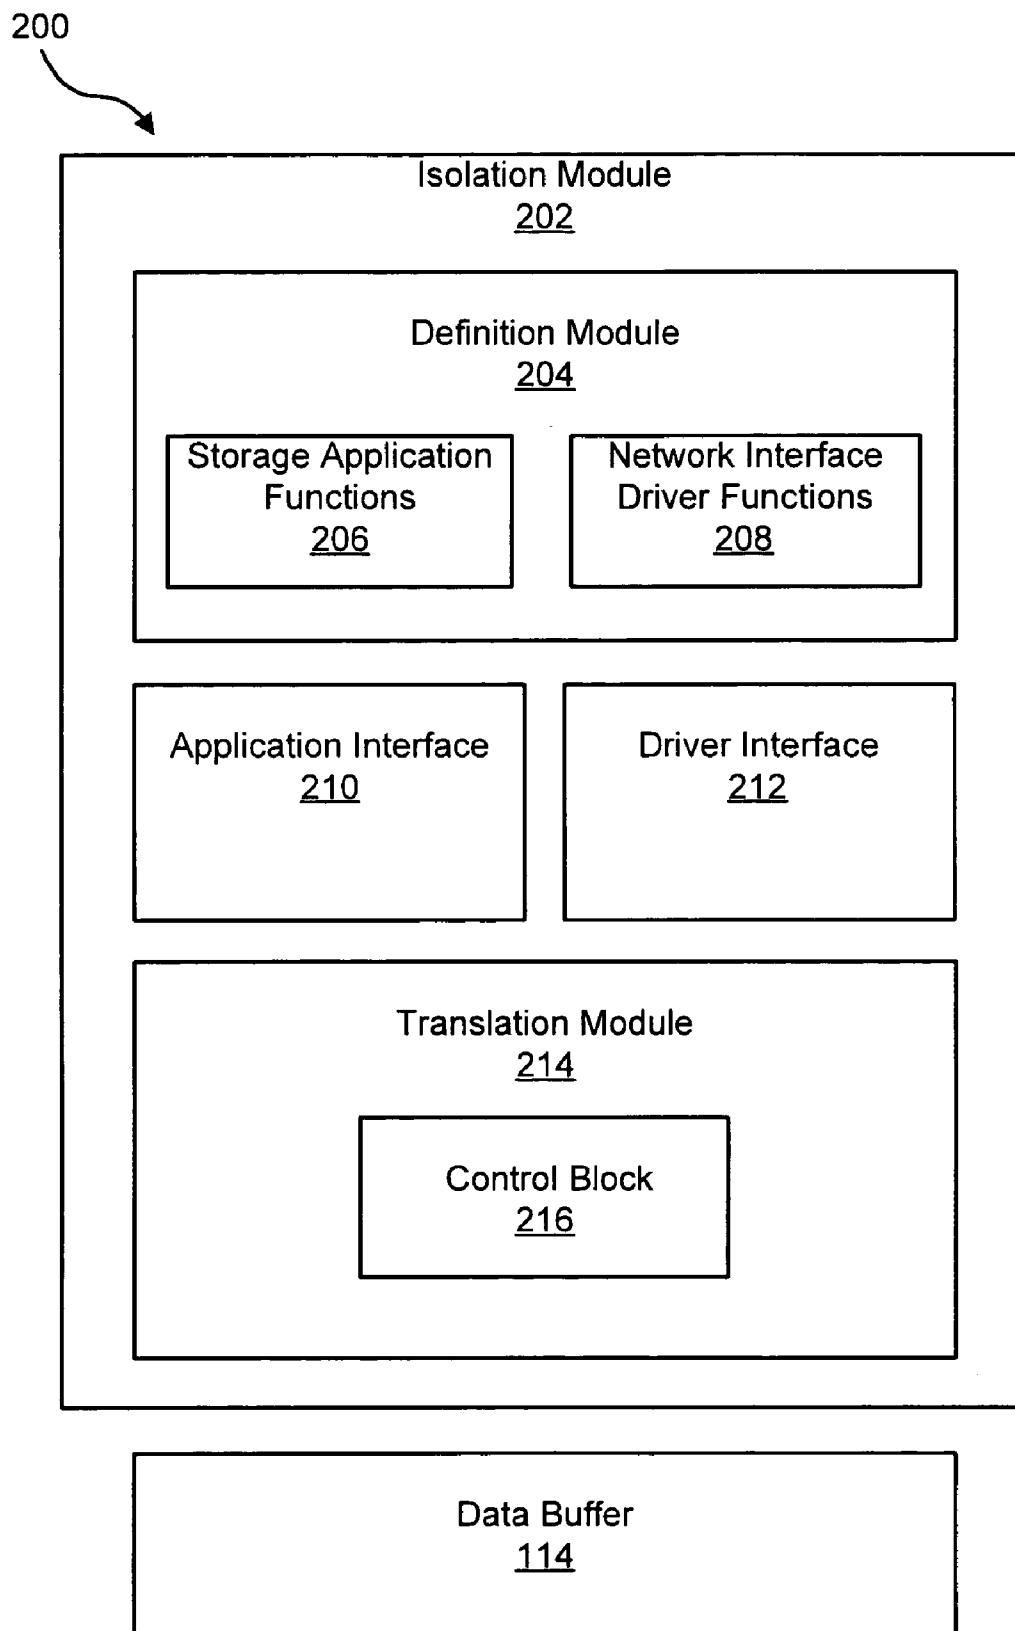 200
Isolation Module
202
Definition Module
204
Storage Application
Functions
206
Network Interface
Driver Functions
208
Application Interface
210
Driver Interface
212
Translation Module
214
Control Block
216
Data Buffer
114